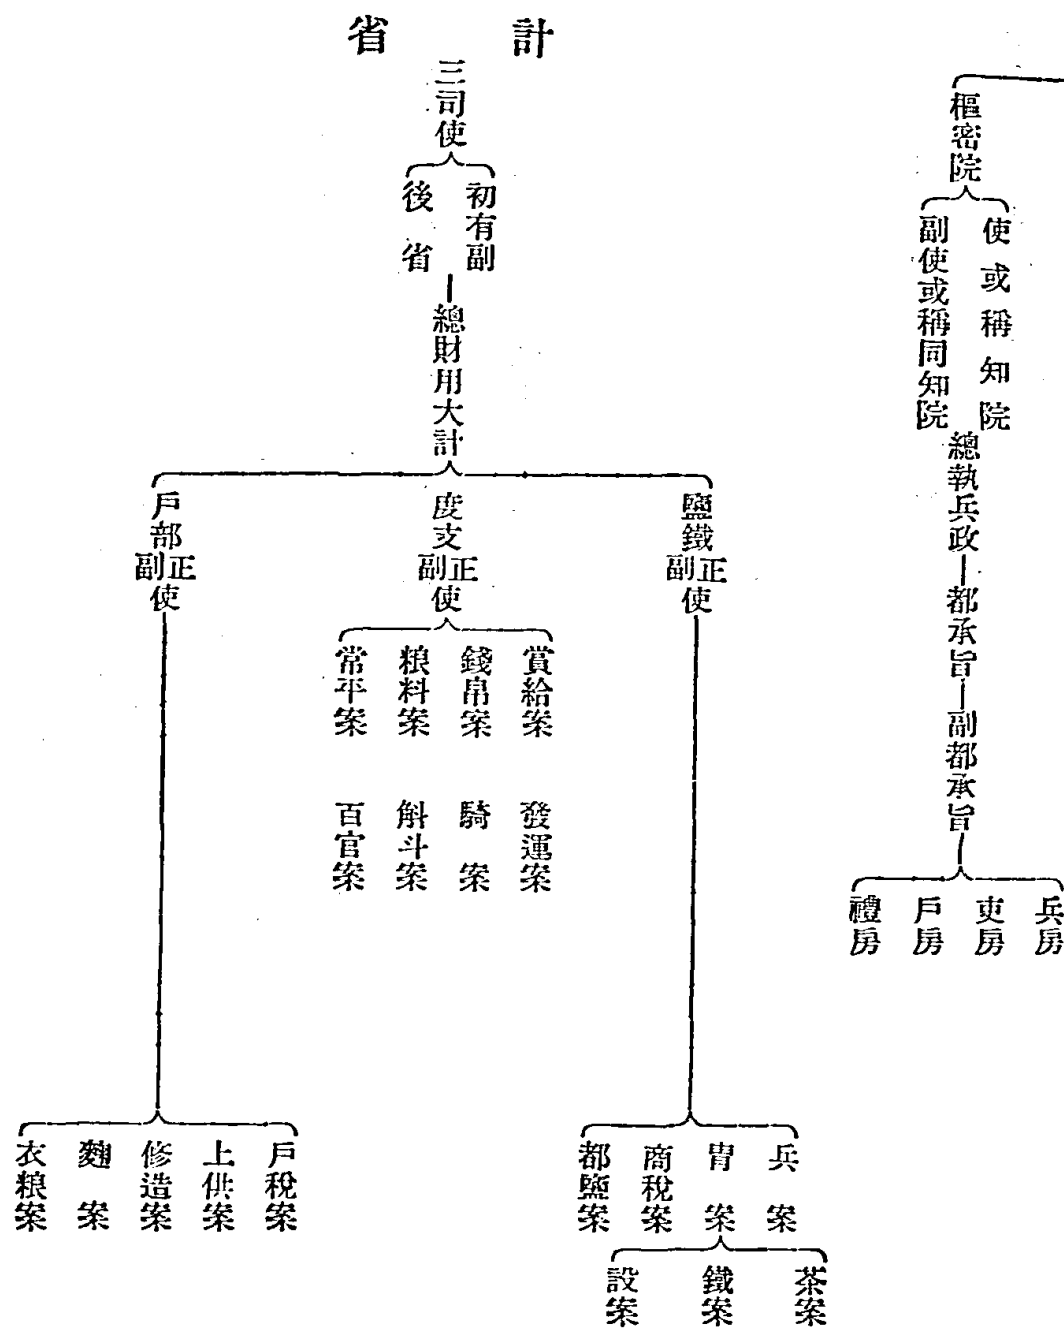 樞密院
使或稱知院
副使或稱同知院
總執兵政
都承旨
副都承旨
兵房
吏房
戶房
禮房
計省
三司使
初有副
後省
總財用大計
鹽鐵正副使
兵案
冑案
商稅案
都鹽案
茶案
鐵案
設案
度支正副使
賞給案
錢帛案
粮料案
常平案
發運案
騎案
斛斗案
百官案
戶部正副使
戶稅案
上供案
修造案
麴案
衣粮案